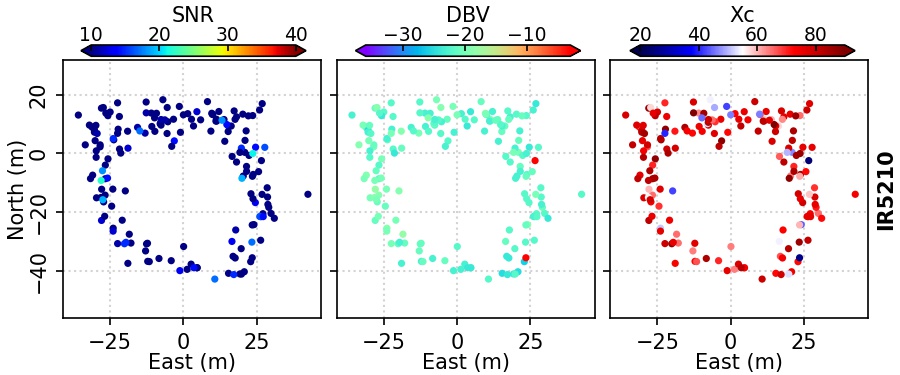 SNR DBV Xc
10 20 30 40 −30 −20 −10 20 40 60 80
20
0
−20
−40
North (m)
IR5210
−25 0 25 −25 0 25 −25 0 25
East (m) East (m) East (m)